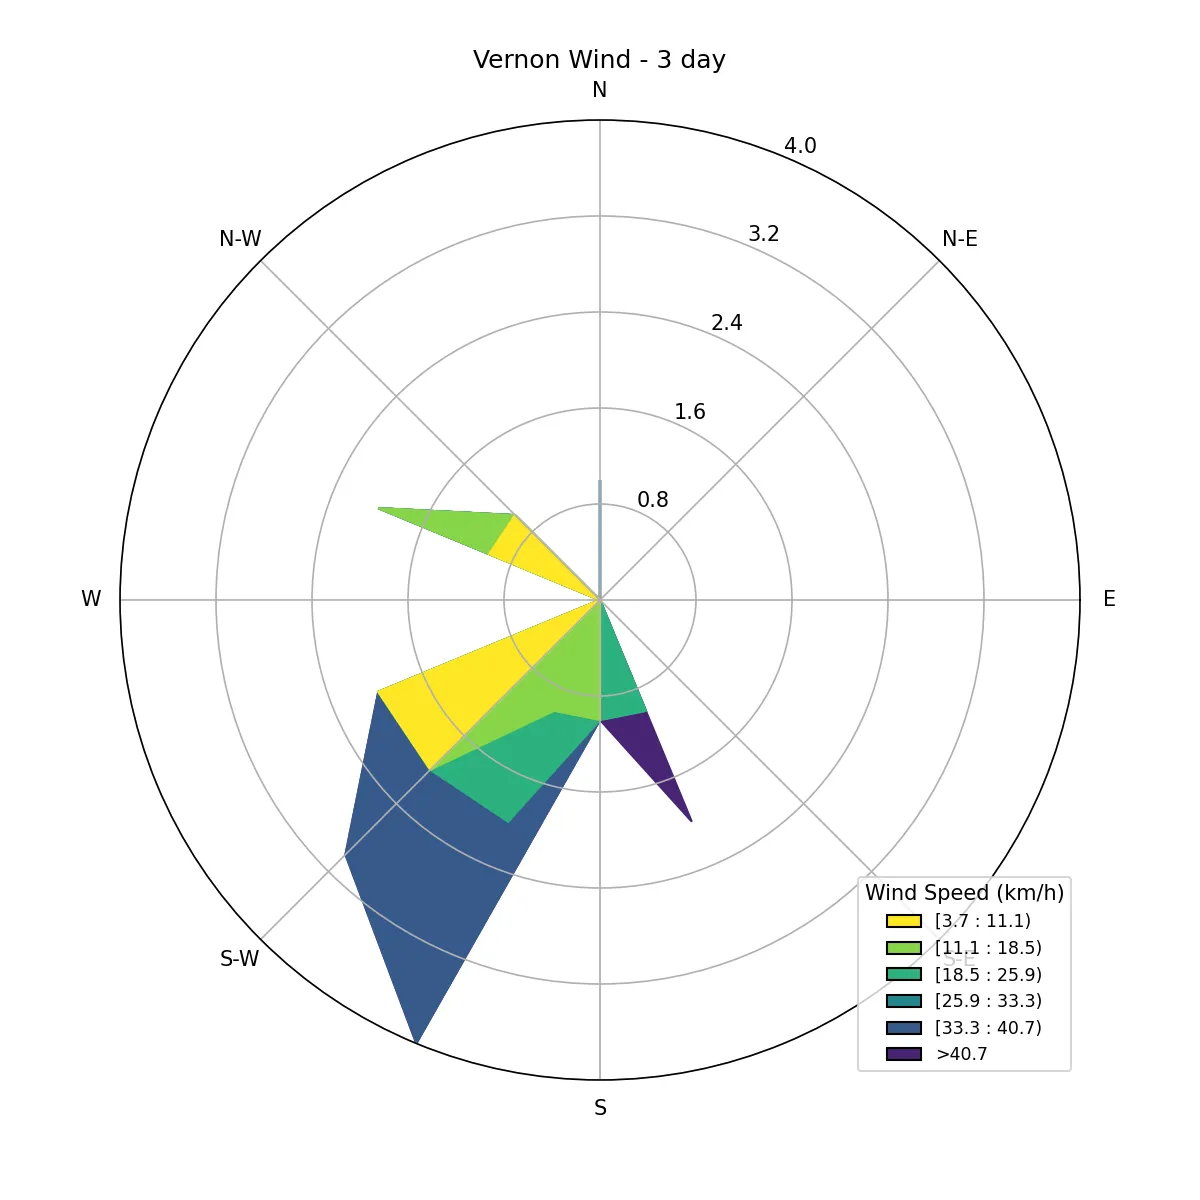 Vernon Wind - 3 day
N
4.0
N-W
3.2
N-E
2.4
1.6
0.8
W
E
S-W
S-E
S
Wind Speed (km/h)
[3.7 : 11.1)
[11.1 : 18.5)
[18.5 : 25.9)
[25.9 : 33.3)
[33.3 : 40.7)
>40.7